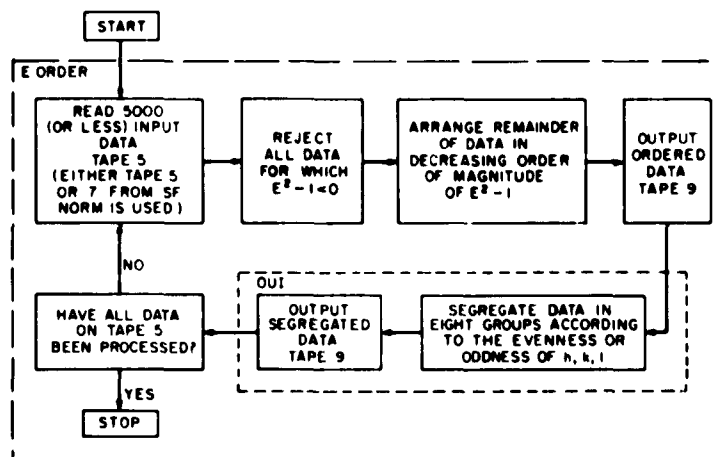 START
E ORDER
READ 5000
(OR LESS) INPUT
DATA
TAPE 5
(EITHER TAPE 5
OR 7 FROM SF
NORM IS USED)
REJECT
ALL DATA
FOR WHICH
E²-1<0
ARRANGE REMAINDER
OF DATA IN
DECREASING ORDER
OF MAGNITUDE
OF E²-1
OUTPUT
ORDERED
DATA
TAPE 9
NO
OUI
HAVE ALL DATA
ON TAPE 5
BEEN PROCESSED?
OUTPUT
SEGREGATED
DATA
TAPE 9
SEGREGATE DATA IN
EIGHT GROUPS ACCORDING
TO THE EVENNESS OR
ODDNESS OF h, k, l
YES
STOP